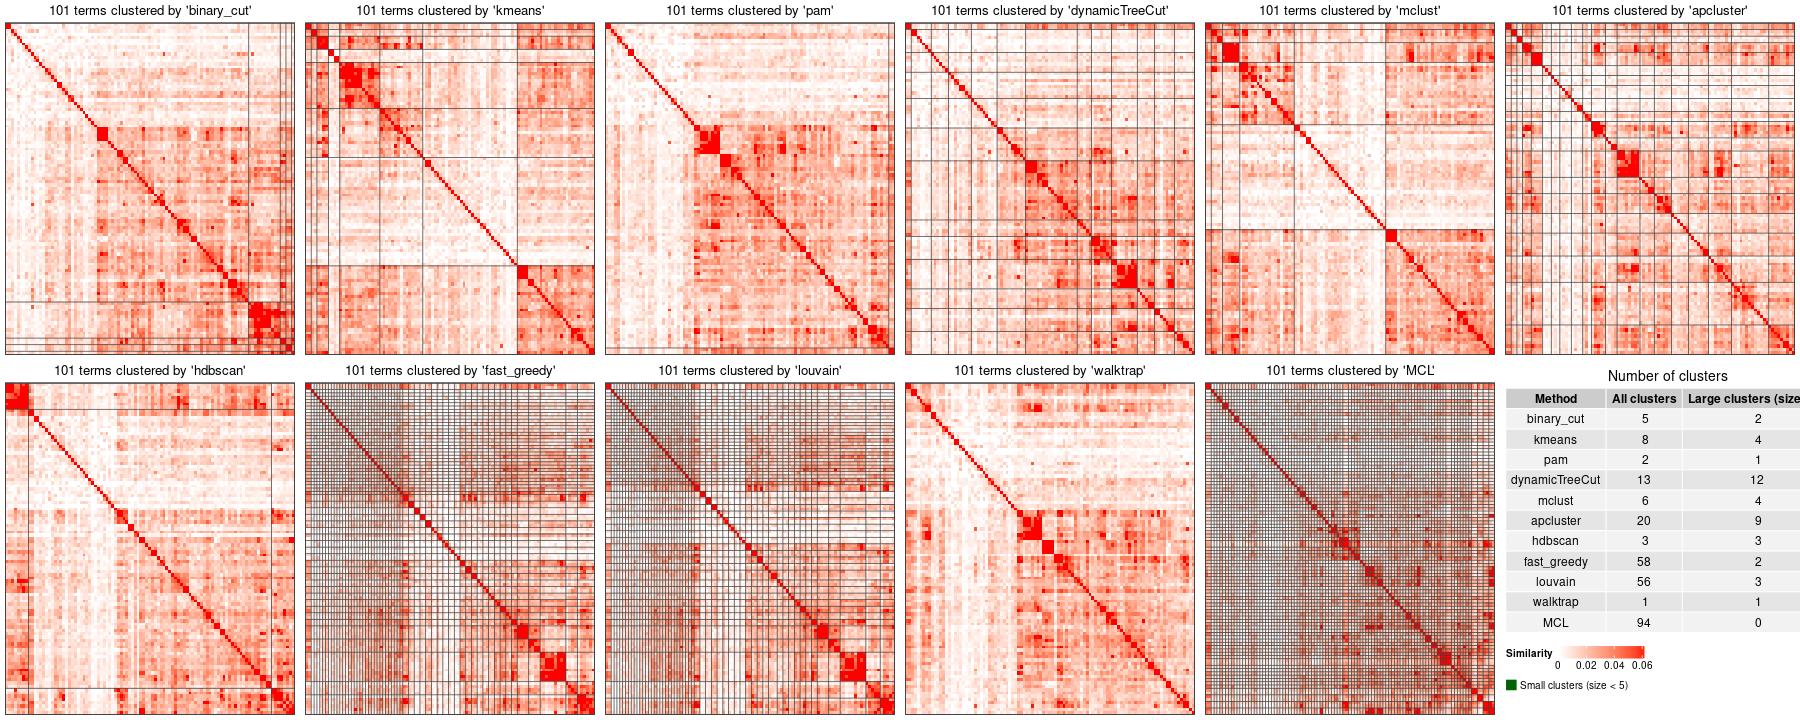 101 terms clustered by 'binary_cut'
101 terms clustered by 'kmeans'
101 terms clustered by 'pam'
101 terms clustered by 'dynamicTreeCut'
101 terms clustered by 'mclust'
101 terms clustered by 'apcluster'
101 terms clustered by 'hdbscan'
101 terms clustered by 'fast_greedy'
101 terms clustered by 'louvain'
101 terms clustered by 'walktrap'
101 terms clustered by 'MCL'
Number of clusters
Method All clusters Large clusters (size
binary_cut 5 2
kmeans 8 4
pam 2 1
dynamicTreeCut 13 12
mclust 6 4
apcluster 20 9
hdbscan 3 3
fast_greedy 58 2
louvain 56 3
walktrap 1 1
MCL 94 0
Similarity
0 0.02 0.04 0.06
Small clusters (size < 5)